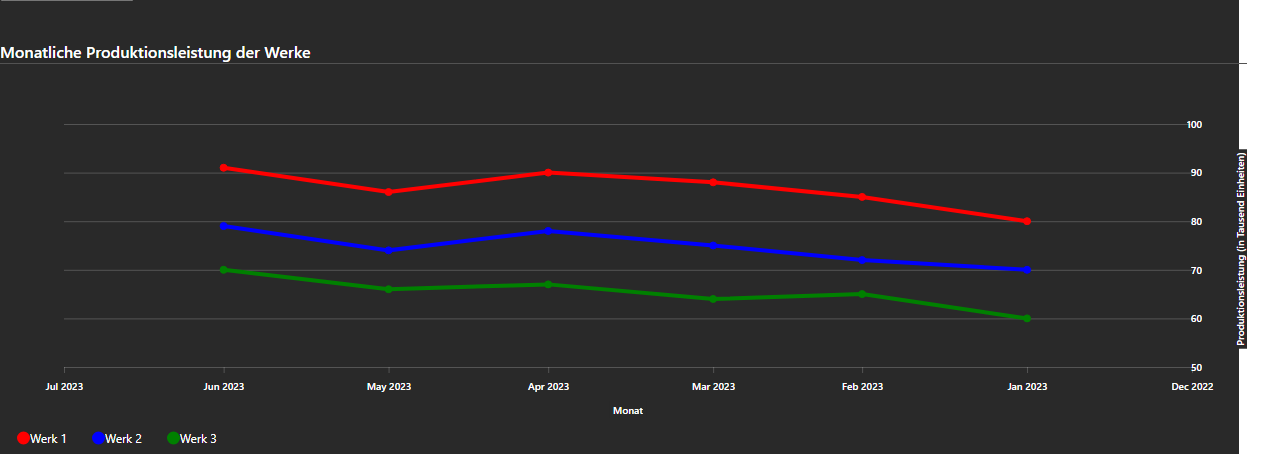 Monatliche Produktionsleistung der Werke
100
90
80
70
60
50
Produktionsleistung (in Tausend Einheiten)
Jul 2023 Jun 2023 May 2023 Apr 2023 Mar 2023 Feb 2023 Jan 2023 Dec 2022
Monat
Werk 1 Werk 2 Werk 3